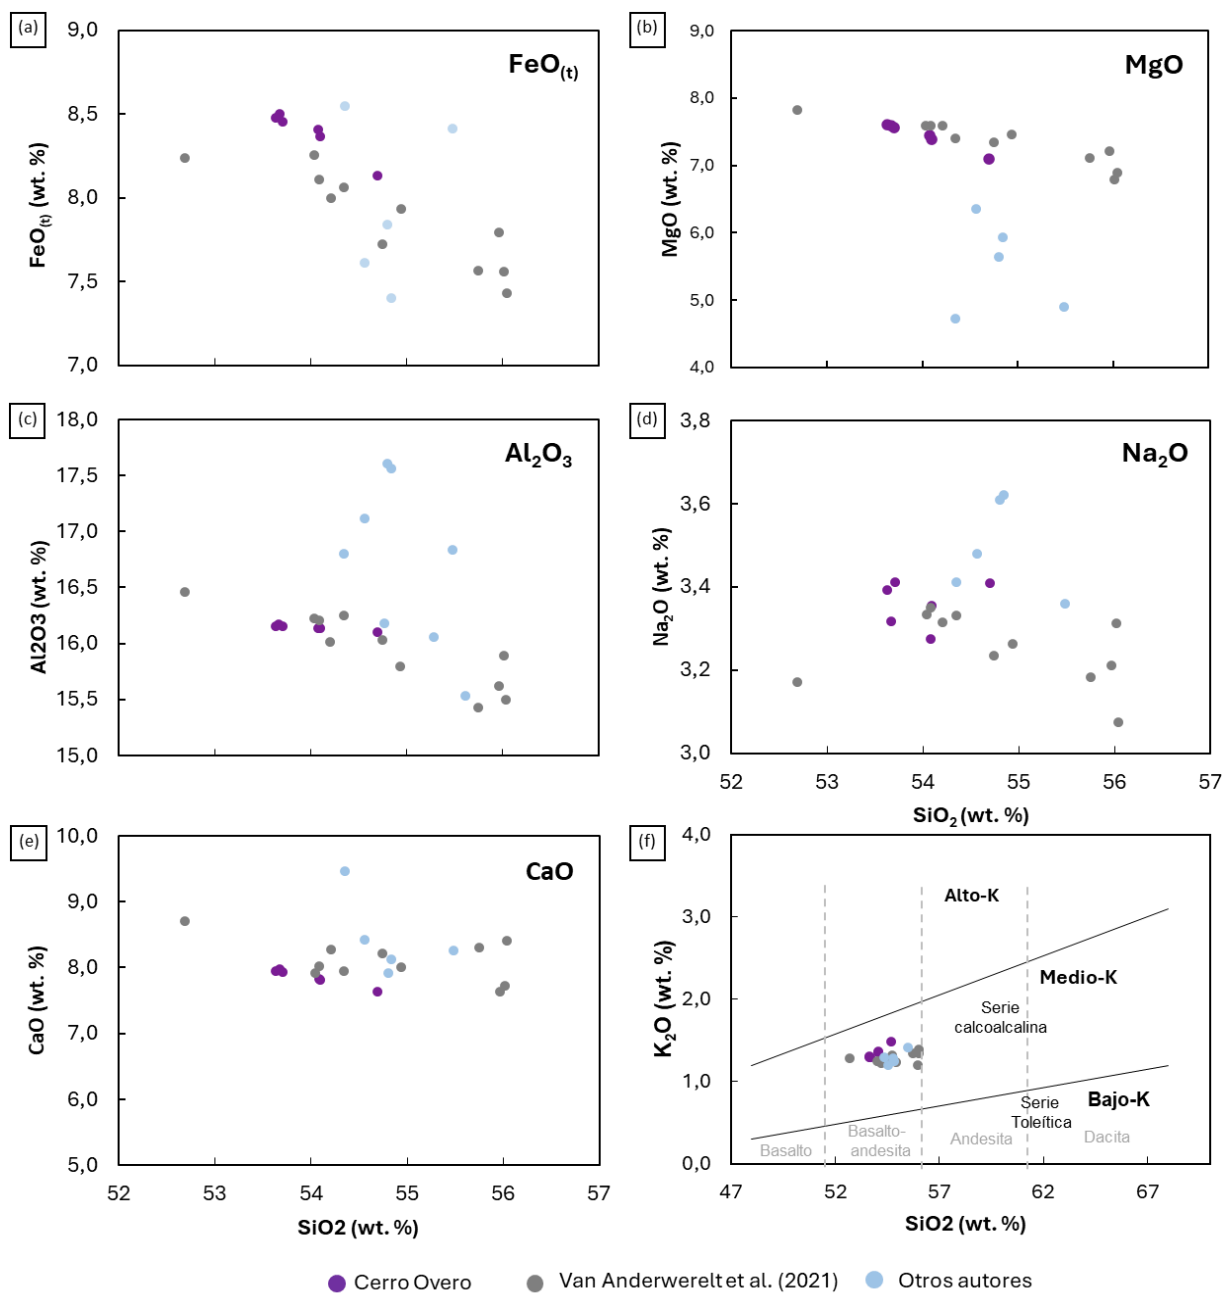 (a)
9,0
8,5
8,0
7,5
7,0
FeO(t) (wt. %)
FeO(t)
(b)
9,0
8,0
7,0
6,0
5,0
4,0
MgO (wt. %)
MgO
(c)
18,0
17,5
17,0
16,5
16,0
15,5
15,0
Al2O3 (wt. %)
Al₂O₃
(d)
3,8
3,6
3,4
3,2
3,0
Na₂O (wt. %)
Na₂O
52 53 54 55 56 57
SiO₂ (wt. %)
(e)
10,0
9,0
8,0
7,0
6,0
5,0
CaO (wt. %)
CaO
52 52 54 55 56 57
SiO2 (wt. %)
(f)
4,0
3,0
2,0
1,0
0,0
K₂O (wt. %)
Alto-K
Medio-K
Serie
calcoalcalina
Bajo-K
Serie
Toleítica
Basalto
Basalto-
andesita
Andesita
Dacita
47 52 57 62 67
SiO2 (wt. %)
Cerro Overo
Van Anderwerelt et al. (2021)
Otros autores